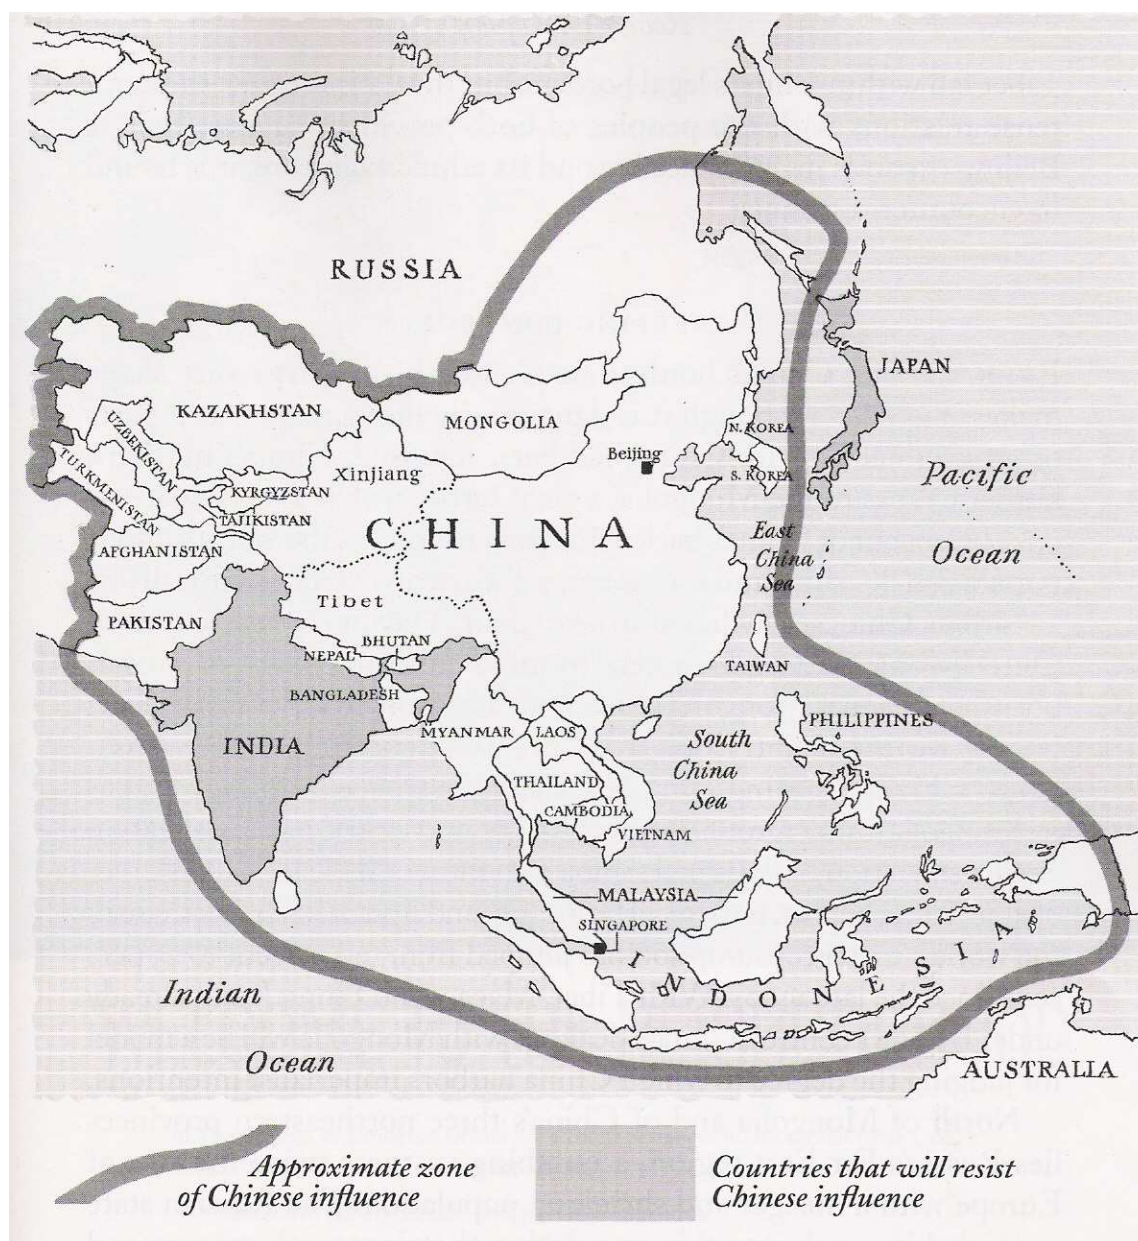 RUSSIA
JAPAN
KAZAKHSTAN
MONGOLIA
UZBEKISTAN
N. KOREA
Beijing
TURKMENISTAN
Xinjiang
S. KOREA
KYRGYZSTAN
Pacific
Ocean
TAJIKISTAN
CHINA
East
China
Sea
AFGHANISTAN
Tibet
PAKISTAN
BHUTAN
NEPAL
TAIWAN
BANGLADESH
PHILIPPINES
MYANMAR
LAOS
INDIA
South
China
Sea
THAILAND
CAMBODIA
VIETNAM
MALAYSIA
SINGAPORE
INDONESIA
Indian
Ocean
AUSTRALIA
Approximate zone
of Chinese influence
Countries that will resist
Chinese influence